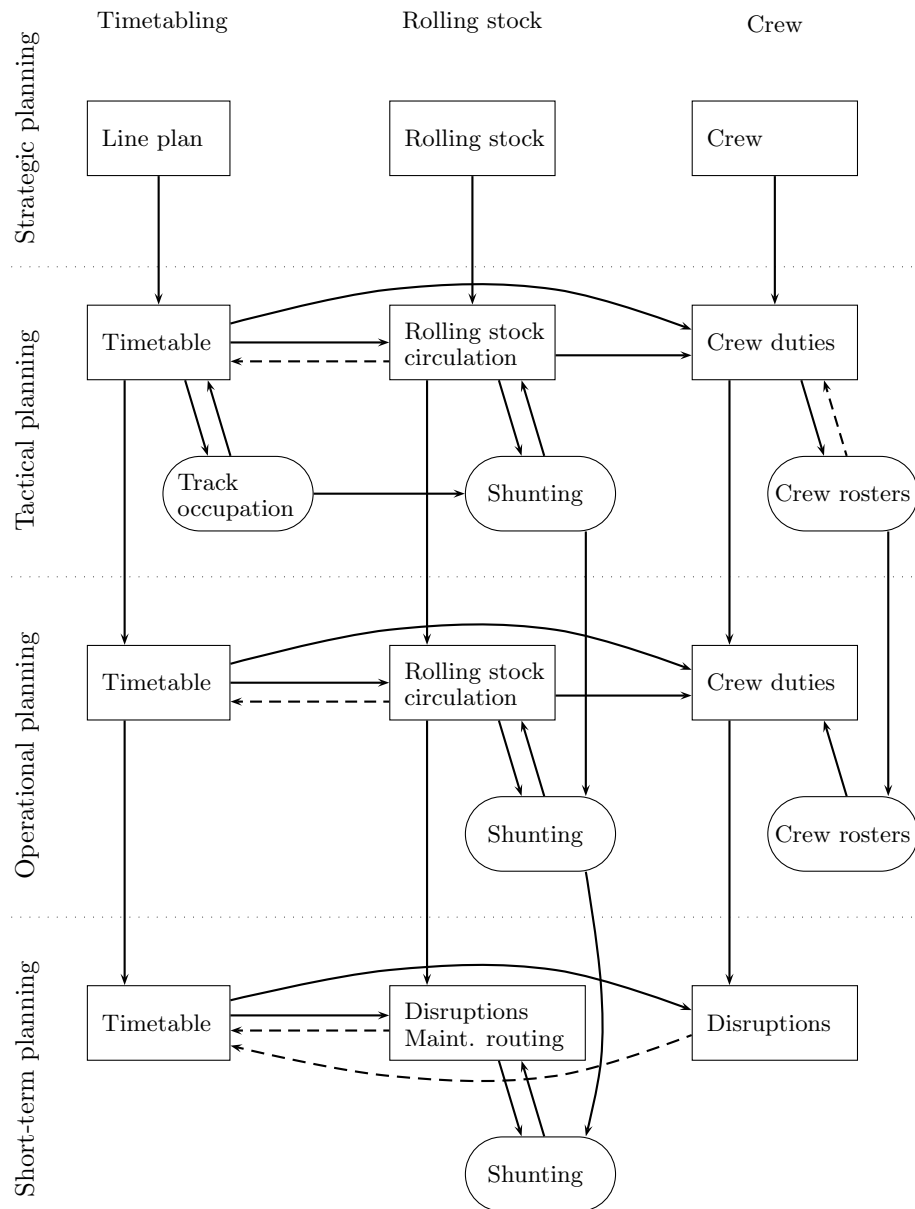 Timetabling
Rolling stock
Crew
Strategic planning
Line plan
Rolling stock
Crew
Tactical planning
Timetable
Rolling stock
circulation
Crew duties
Track
occupation
Shunting
Crew rosters
Operational planning
Timetable
Rolling stock
circulation
Crew duties
Shunting
Crew rosters
Short-term planning
Timetable
Disruptions
Maint. routing
Disruptions
Shunting